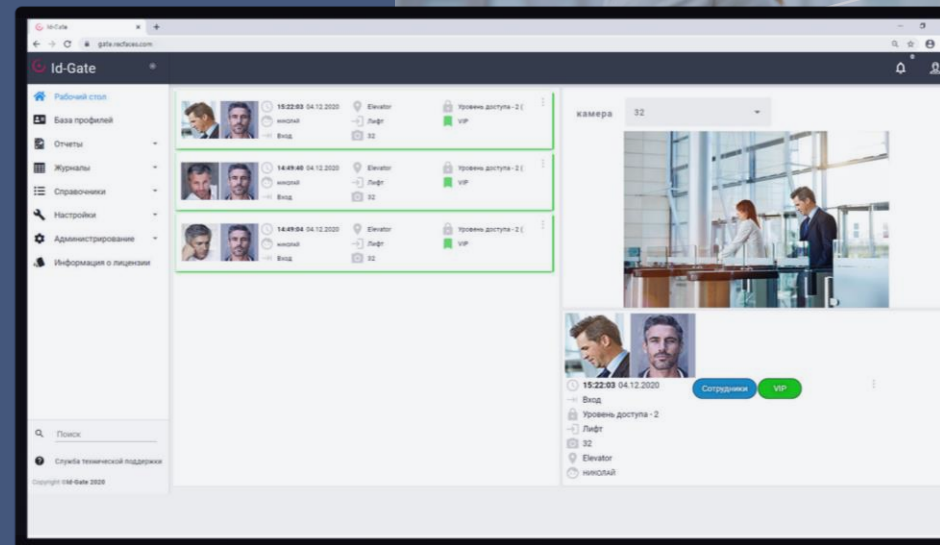 Id-Gate
gate.recfaces.com
Id-Gate
Рабочий стол
База профилей
Отчеты
Журналы
Справочники
Настройки
Администрирование
Информация о лицензии
Поиск
Служба технической поддержки
Copyright ©Id-Gate 2020
15:22:03 04.12.2020 Elevator Уровень доступа - 2 (
НИКОЛАЙ Лифт VIP
Вход 32
14:49:48 04.12.2020 Elevator Уровень доступа - 2 (
НИКОЛАЙ Лифт VIP
Вход 32
14:49:04 04.12.2020 Elevator Уровень доступа - 2 (
НИКОЛАЙ Лифт VIP
Вход 32
камера 32
15:22:03 04.12.2020 Сотрудники VIP
Вход
Уровень доступа - 2
Лифт
32
Elevator
НИКОЛАЙ